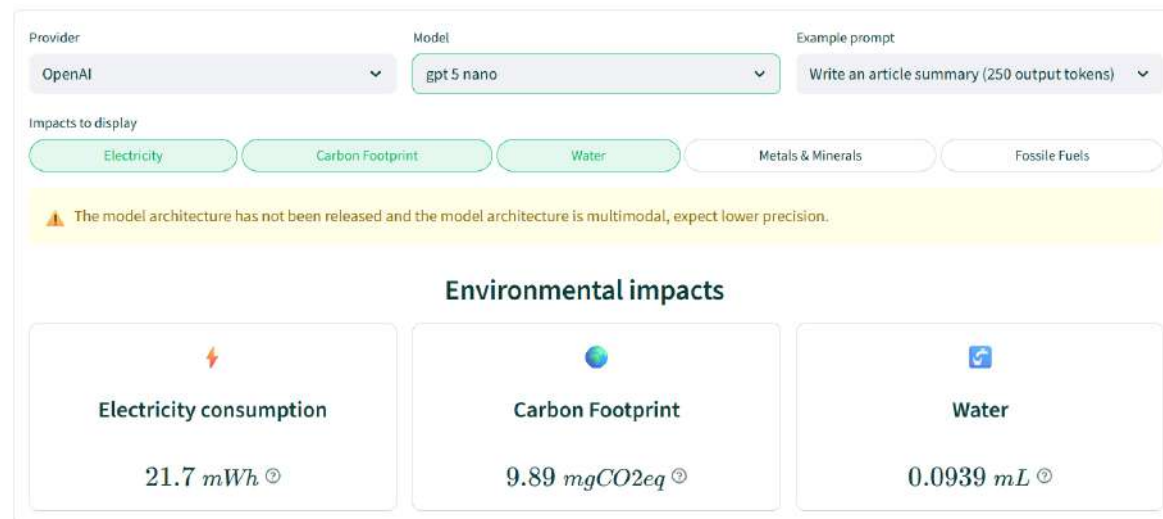 Provider
Model
Example prompt
OpenAI
gpt 5 nano
Write an article summary (250 output tokens)
Impacts to display
Electricity
Carbon Footprint
Water
Metals & Minerals
Fossile Fuels
The model architecture has not been released and the model architecture is multimodal, expect lower precision.
Environmental impacts
Electricity consumption
Carbon Footprint
Water
21.7 mWh
9.89 mgCO2eq
0.0939 mL